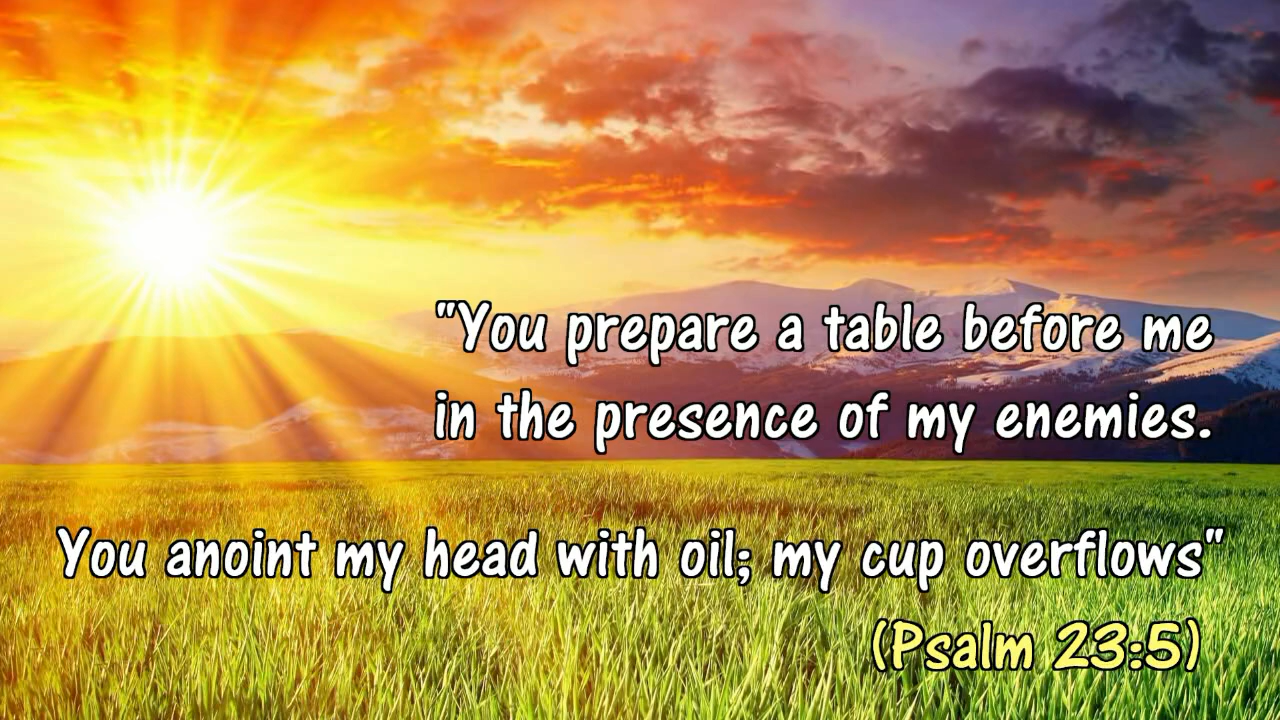 "You prepare a table before me
in the presence of my enemies.
You anoint my head with oil; my cup overflows"
(Psalm 23:5)